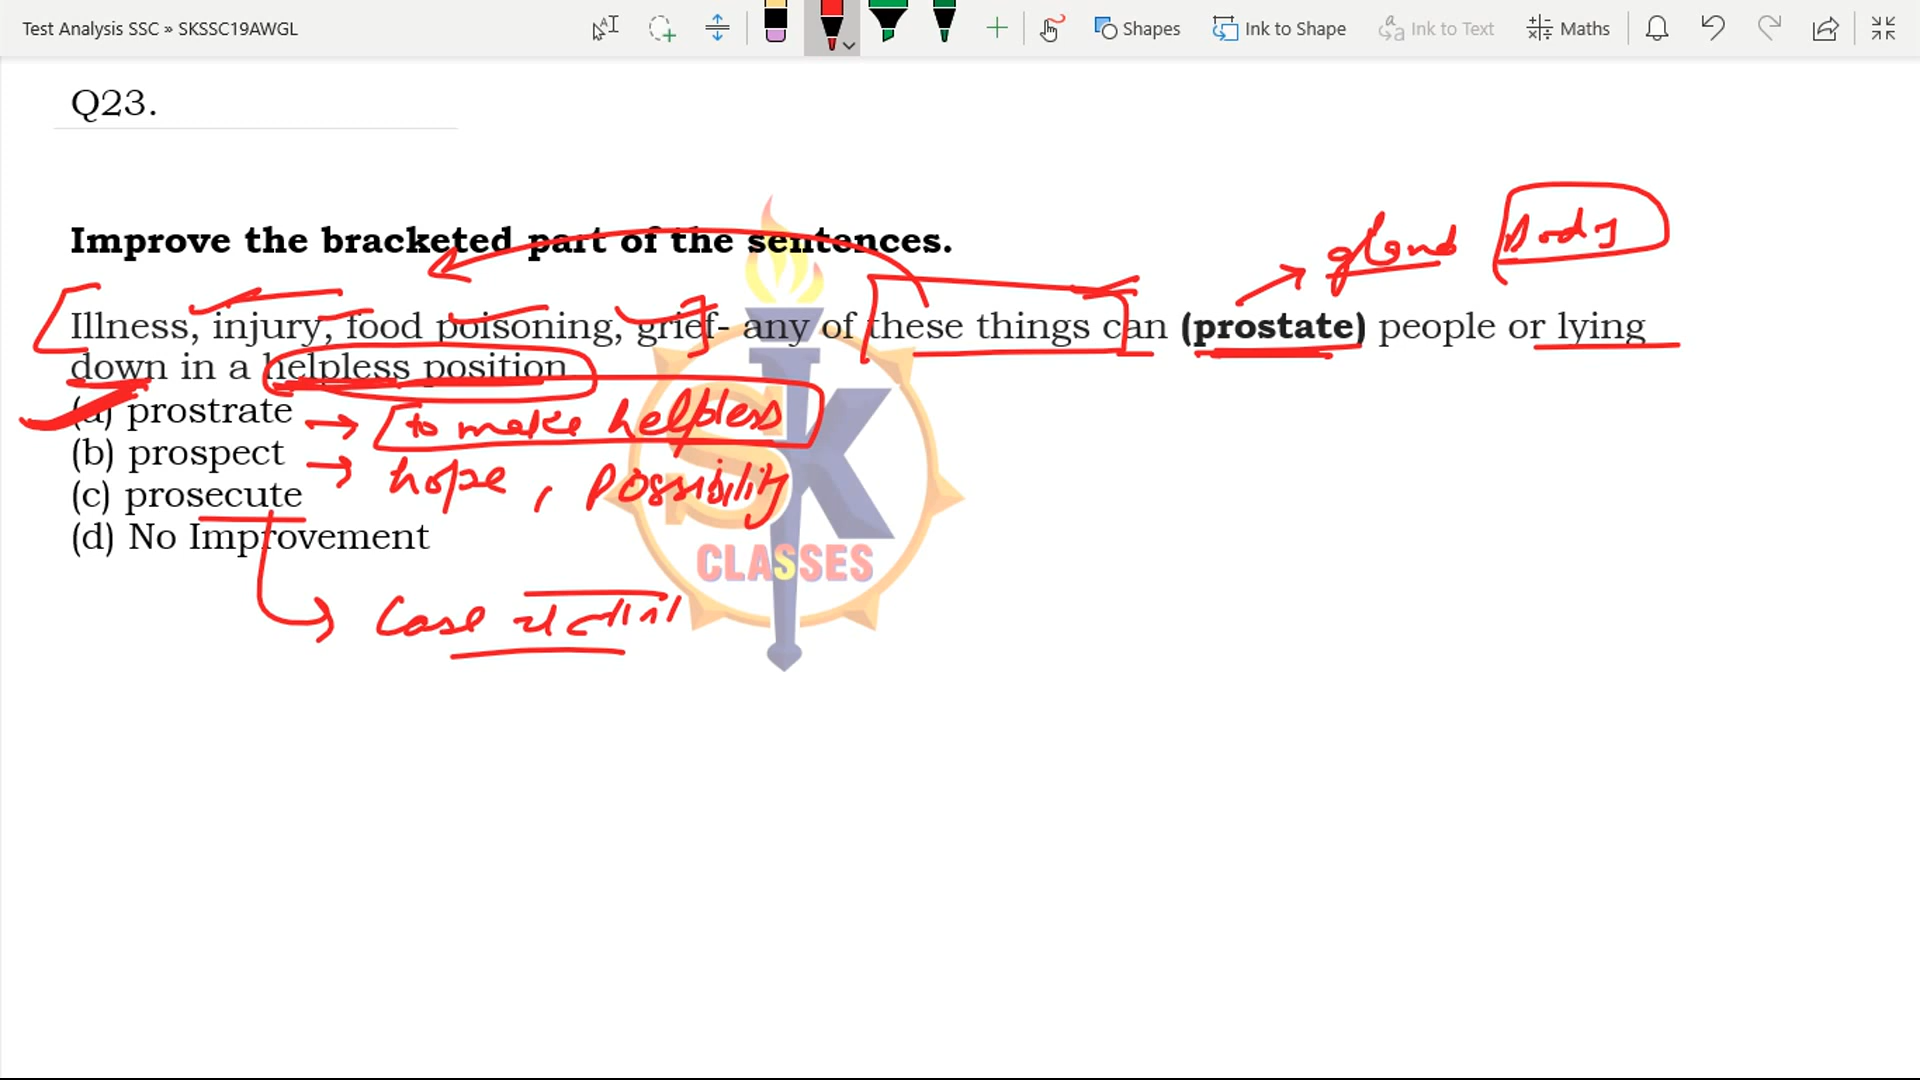 Test Analysis SSC » SKSSC19AWGL
Shapes
Ink to Shape
Ink to Text
Maths
Q23.
Improve the bracketed part of the sentences.
gland body
Illness, injury, food poisoning, grief- any of these things can (prostate) people or lying
down in a helpless position
(a) prostrate → to make helpless
(b) prospect → hope, possibility
(c) prosecute
(d) No Improvement
Case
SK
CLASSES